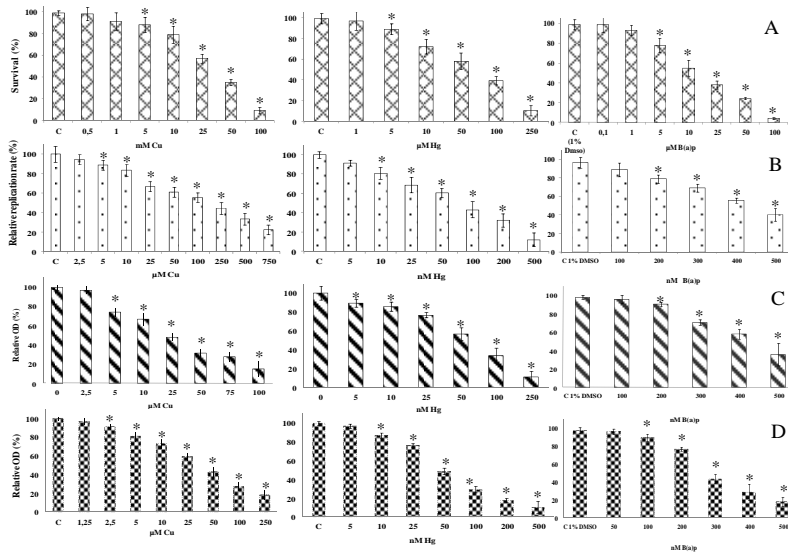 A
Survival (%)
100
80
60
40
20
0
C 0,5 1 5 10 25 50 100
mM Cu
* * * * *
100
80
60
40
20
0
C 1 5 10 50 100 250
µM Hg
* * * * *
100
80
60
40
20
0
C (1% Dmso) 0,1 1 5 10 25 50 100
µM B(a)p
* * * * *
B
Relative replication rate (%)
100
80
60
40
20
0
C 2,5 5 10 25 50 100 250 500 750
µM Cu
* * * * * * * *
100
80
60
40
20
0
C 5 10 25 50 100 200 500
nM Hg
* * * * * *
100
80
60
40
20
0
C 1% DMSO 100 200 300 400 500
nM B(a)p
* * * *
C
Relative OD (%)
100
80
60
40
20
0
0 2,5 5 10 25 50 75 100
µM Cu
* * * * * *
100
80
60
40
20
0
0 5 10 25 50 100 250
nM Hg
* * * * * *
100
80
60
40
20
0
C 1% DMSO 100 200 300 400 500
nM B(a)p
* * * *
D
Relative OD (%)
100
80
60
40
20
0
C 1,25 2,5 5 10 25 50 100 250
µM Cu
* * * * * * *
100
80
60
40
20
0
C 5 10 25 50 100 200 500
nM Hg
* * * * * *
100
80
60
40
20
0
C 1% DMSO 50 100 200 300 400 500
nM B(a)p
* * * * *